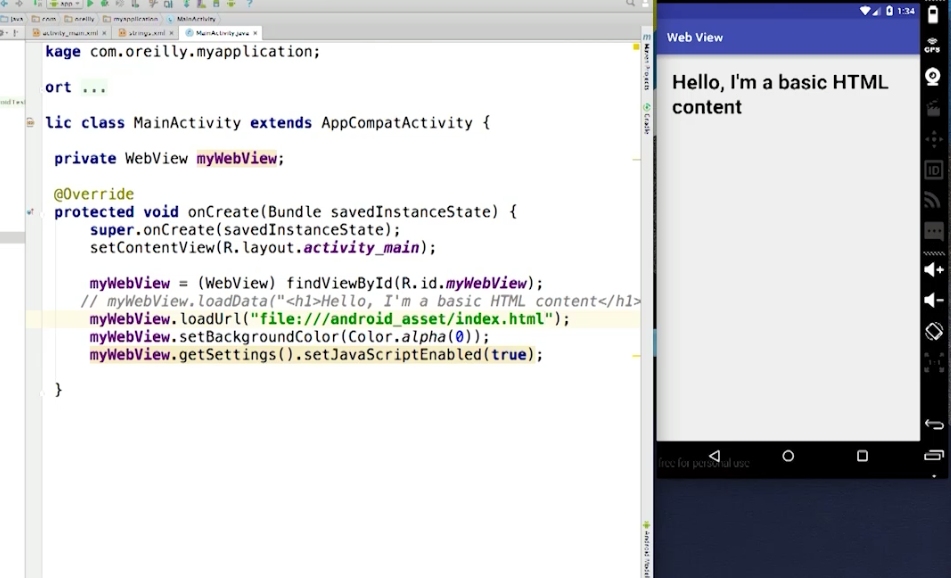 app
java com oreilly myapplication MainActivity
activity_main.xml strings.xml MainActivity.java
kage com.oreilly.myapplication;
ort ...
lic class MainActivity extends AppCompatActivity {
private WebView myWebView;
@Override
protected void onCreate(Bundle savedInstanceState) {
super.onCreate(savedInstanceState);
setContentView(R.layout.activity_main);
myWebView = (WebView) findViewById(R.id.myWebView);
// myWebView.loadData("<h1>Hello, I'm a basic HTML content</h1>
myWebView.loadUrl("file:///android_asset/index.html");
myWebView.setBackgroundColor(Color.alpha(0));
myWebView.getSettings().setJavaScriptEnabled(true);
}
Maven Projects
Gradle
Android Model
1:34
Web View
Hello, I'm a basic HTML
content
free for personal use
GPS
ID